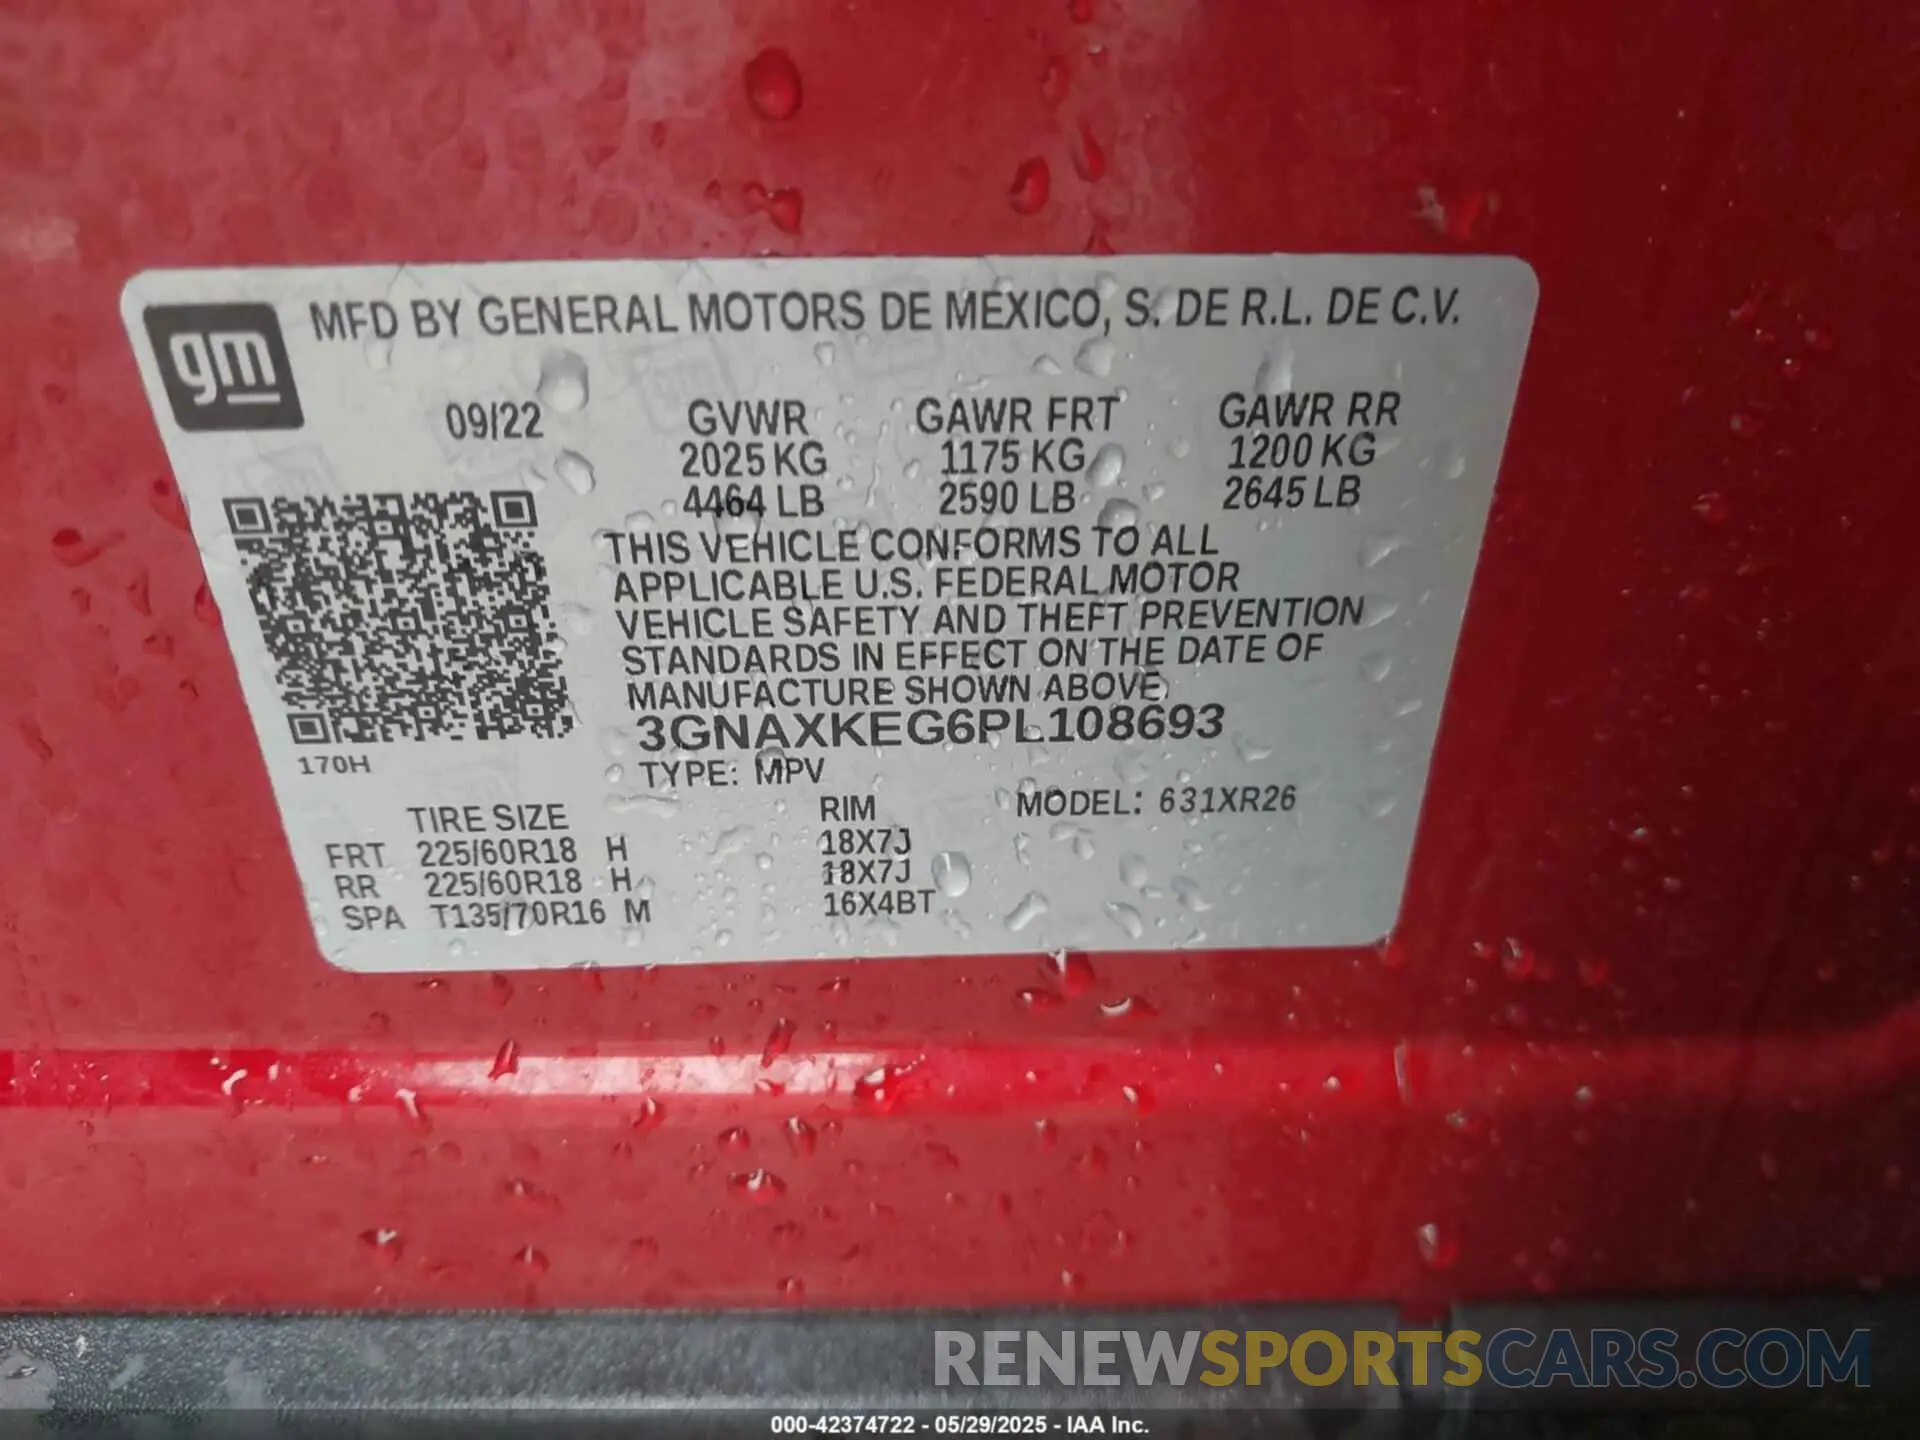 gm
MFD BY GENERAL MOTORS DE MEXICO, S. DE R.L. DE C.V.
09/22 GVWR GAWR FRT GAWR RR
2025 KG 1175 KG 1200 KG
4464 LB 2590 LB 2645 LB
THIS VEHICLE CONFORMS TO ALL
APPLICABLE U.S. FEDERAL MOTOR
VEHICLE SAFETY AND THEFT PREVENTION
STANDARDS IN EFFECT ON THE DATE OF
MANUFACTURE SHOWN ABOVE.
3GNAXKEG6PL108693
170H
TYPE: MPV
TIRE SIZE RIM MODEL: 631XR26
FRT 225/60R18 H 18X7J
RR 225/60R18 H 18X7J
SPA T135/70R16 M 16X4BT
RENEWSPORTSCARS.COM
000-42374722 - 05/29/2025 - IAA Inc.